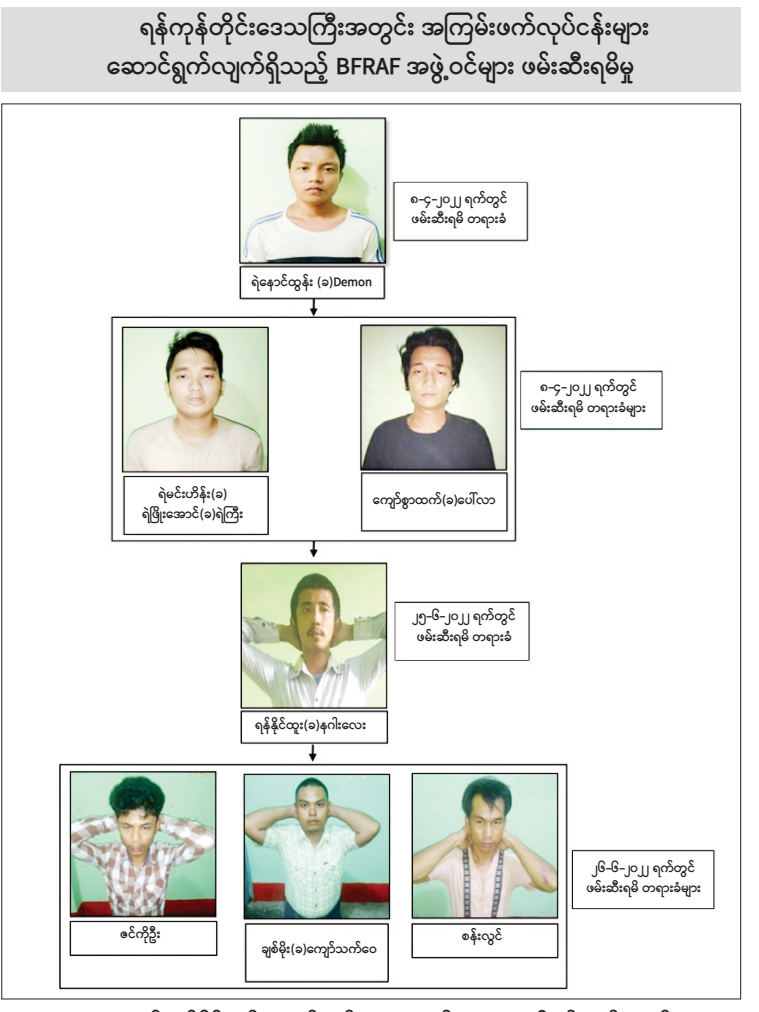 ရန်ကုန်တိုင်းဒေသကြီးအတွင်း အကြမ်းဖက်လုပ်ငန်းများ
ဆောင်ရွက်လျက်ရှိသည့် BFRAF အဖွဲ့ဝင်များ ဖမ်းဆီးရမိမှု
၈-၄-၂၀၂၂ ရက်တွင်
ဖမ်းဆီးရမိ တရားခံ
ရဲနောင်ထွန်း (ခ)Demon
၈-၄-၂၀၂၂ ရက်တွင်
ဖမ်းဆီးရမိ တရားခံများ
ရဲမင်းဟိန်း(ခ)
ရဲဖြိုးအောင်(ခ)ရဲကြီး
ကျော်စွာထက်(ခ)ပေါ်လာ
၂၅-၆-၂၀၂၂ ရက်တွင်
ဖမ်းဆီးရမိ တရားခံ
ရန်နိုင်ထူး(ခ)နဂါးလေး
၂၆-၆-၂၀၂၂ ရက်တွင်
ဖမ်းဆီးရမိ တရားခံများ
ဇင်ကိုဦး
ချစ်မိုး(ခ)ကျော်သက်ဝေ
စန်းလွင်